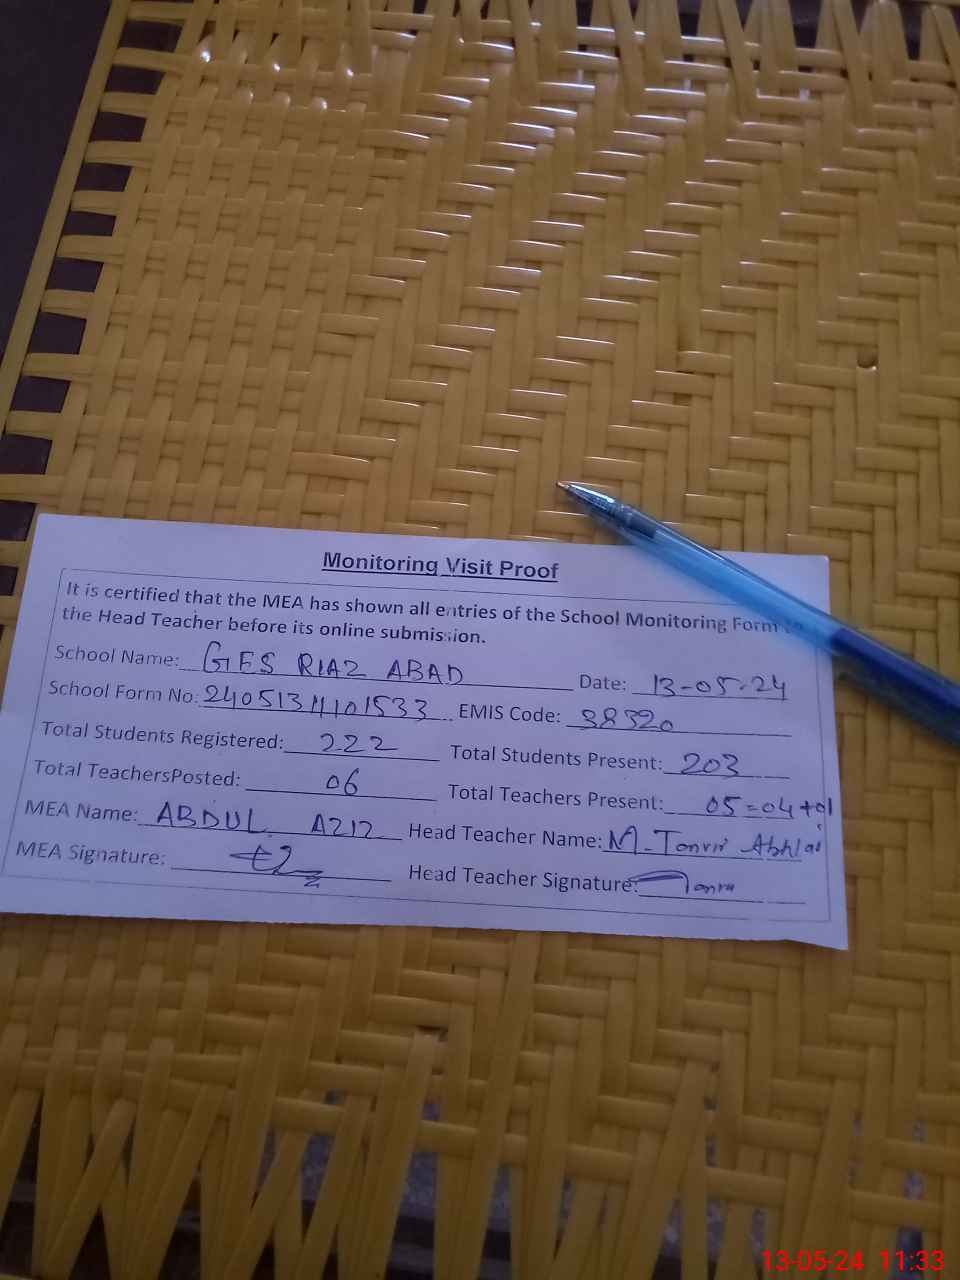 Monitoring Visit Proof
It is certified that the MEA has shown all entries of the School Monitoring Form to
the Head Teacher before its online submission.
School Name: GES RIAZ ABAD Date: 13-05-24
School Form No: EMIS Code: 38320
Total Students Registered: 222 Total Students Present: 203
Total TeachersPosted: 06 Total Teachers Present: 05=04+01
MEA Name: ABDUL AZIZ Head Teacher Name: M. Tanvir
MEA Signature: Head Teacher Signature:
13-05-24 11:33